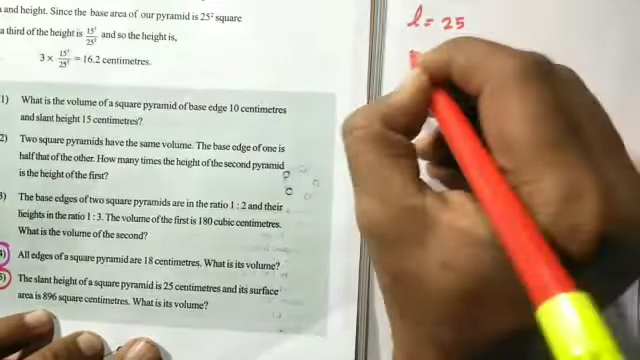 and height. Since the base area of our pyramid is 25² square
a third of the height is 15³/25² and so the height is,
3 × 15³/25² = 16.2 centimetres.
1) What is the volume of a square pyramid of base edge 10 centimetres
and slant height 15 centimetres?
2) Two square pyramids have the same volume. The base edge of one is
half that of the other. How many times the height of the second pyramid
is the height of the first?
3) The base edges of two square pyramids are in the ratio 1 : 2 and their
heights in the ratio 1 : 3. The volume of the first is 180 cubic centimetres.
What is the volume of the second?
4) All edges of a square pyramid are 18 centimetres. What is its volume?
5) The slant height of a square pyramid is 25 centimetres and its surface
area is 896 square centimetres. What is its volume?
l = 25